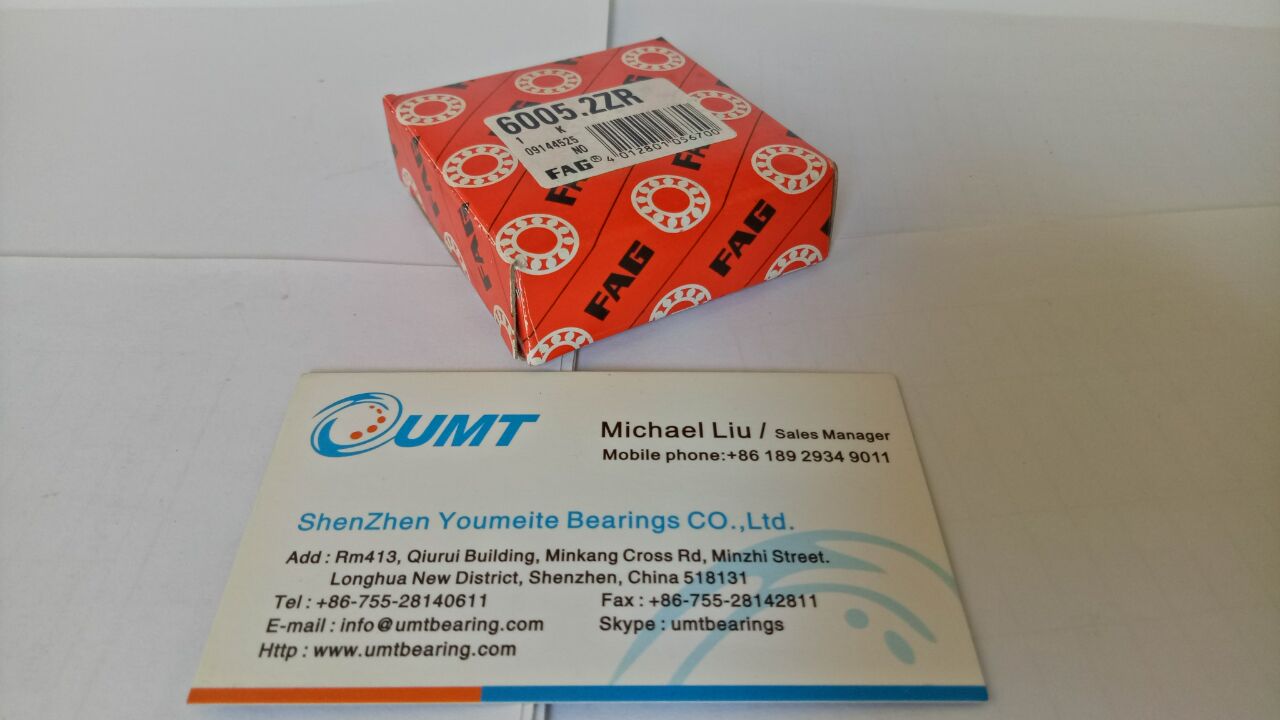 6005.2ZR
1 K
09144525 NO
FAG® 4 012801 056700
FAG
FAG
FAG
FAG
FAG
FAG
UMT
Michael Liu / Sales Manager
Mobile phone:+86 189 2934 9011
ShenZhen Youmeite Bearings CO.,Ltd.
Add : Rm413, Qiurui Building, Minkang Cross Rd, Minzhi Street.
Longhua New District, Shenzhen, China 518131
Tel : +86-755-28140611 Fax : +86-755-28142811
E-mail : info@umtbearing.com Skype : umtbearings
Http : www.umtbearing.com